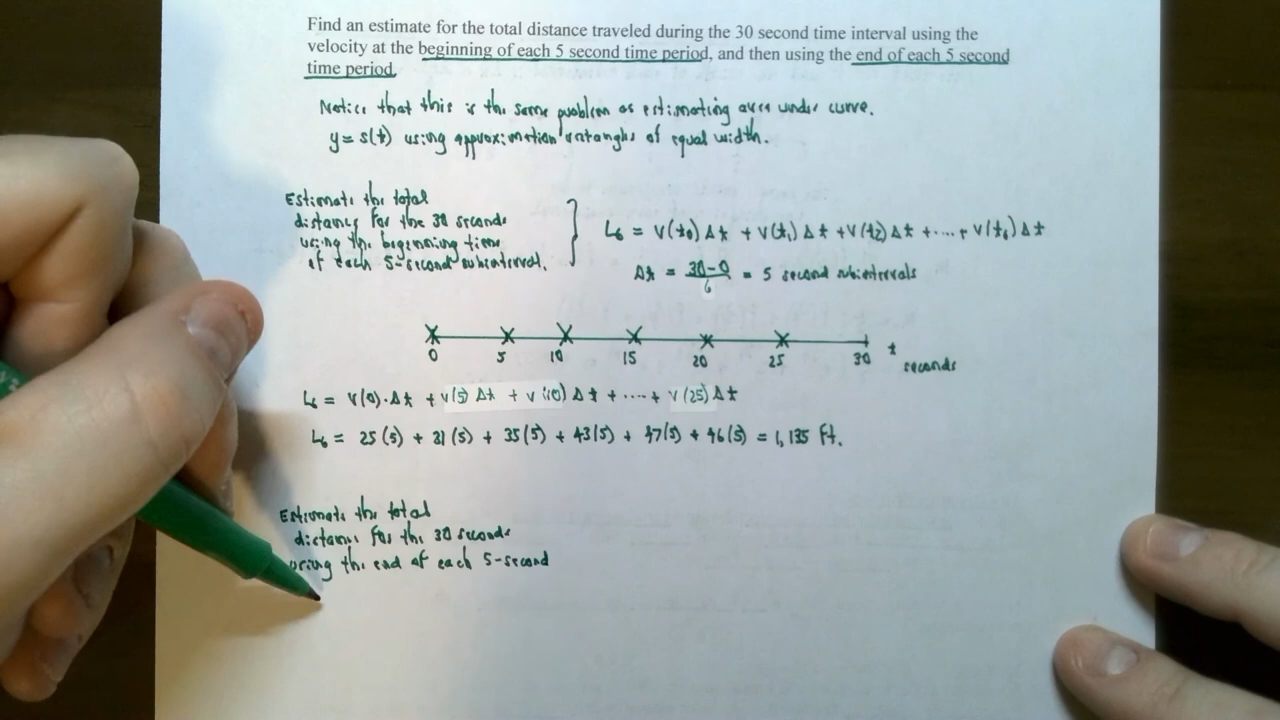 Find an estimate for the total distance traveled during the 30 second time interval using the
velocity at the beginning of each 5 second time period, and then using the end of each 5 second
time period.
Notice that this is the same problem as estimating area under curve.
y = s(t) using approximation rectangles of equal width.
Estimate the total
distance for the 30 seconds
using the beginning time
of each 5-second subinterval.
L₆ = v(t₀) Δt + v(t₁) Δt + v(t₂) Δt + .... + v(t₆) Δt
Δt = 30-0/6 = 5 second subintervals
0 5 10 15 20 25 30 t
seconds
L₆ = v(0)·Δt + v(5) Δt + v(10) Δt + .... + v(25) Δt
L₆ = 25(5) + 31(5) + 35(5) + 43(5) + 47(5) + 46(5) = 1,135 ft.
Estimate the total
distance for the 30 seconds
using the end of each 5-second